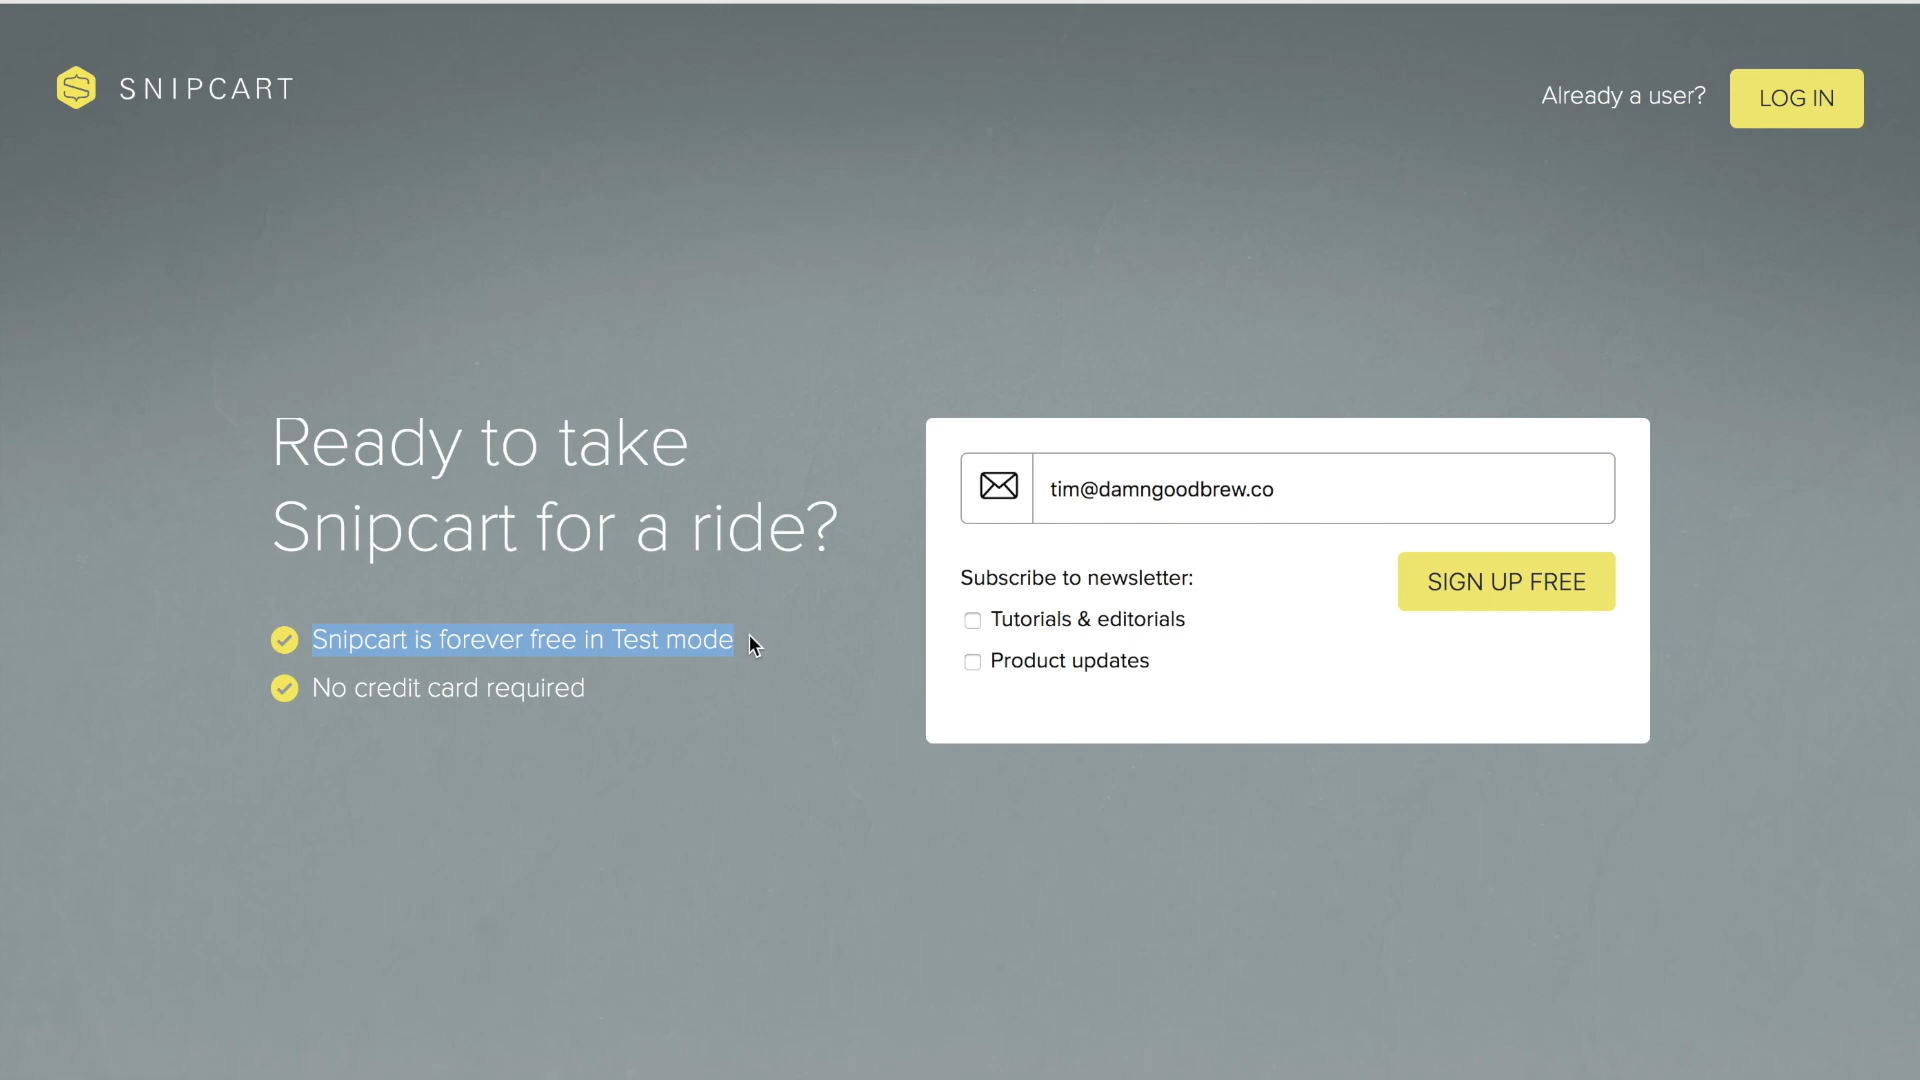 SNIPCART
Already a user?
LOG IN
Ready to take
Snipcart for a ride?
Snipcart is forever free in Test mode
No credit card required
tim@damngoodbrew.co
Subscribe to newsletter:
SIGN UP FREE
Tutorials & editorials
Product updates